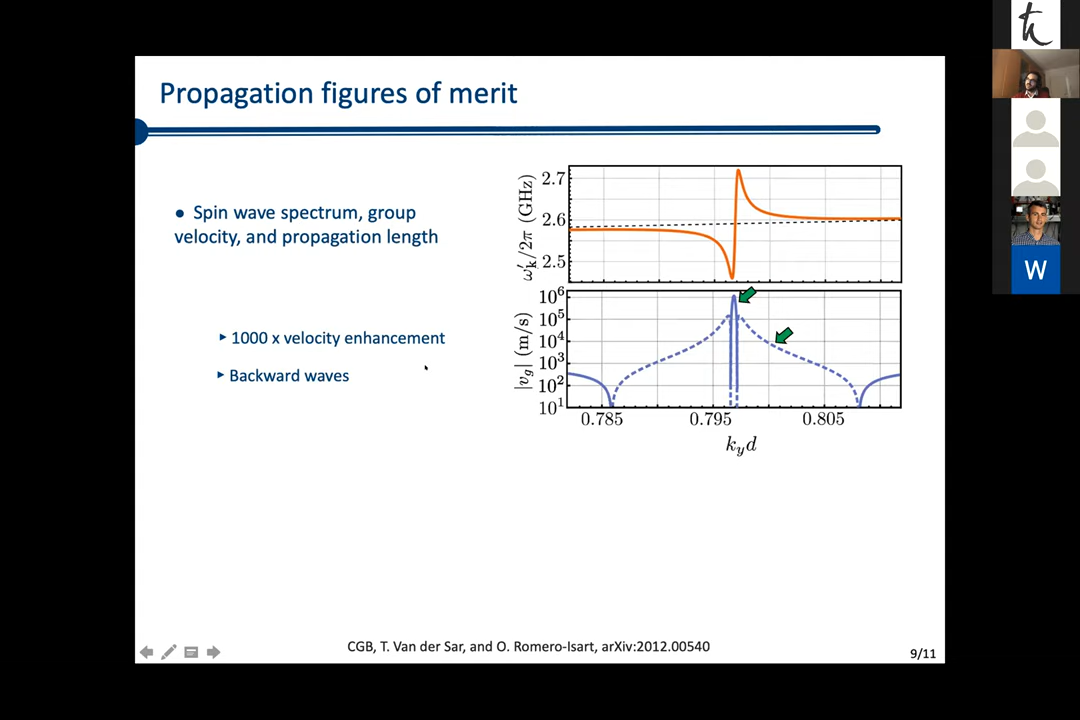 Propagation figures of merit
● Spin wave spectrum, group
velocity, and propagation length
▸ 1000 x velocity enhancement
▸ Backward waves
ω′k/2π (GHz)
2.7
2.6
2.5
|vg| (m/s)
10^6
10^5
10^4
10^3
10^2
10^1
0.785 0.795 0.805
kyd
CGB, T. Van der Sar, and O. Romero-Isart, arXiv:2012.00540
9/11
W